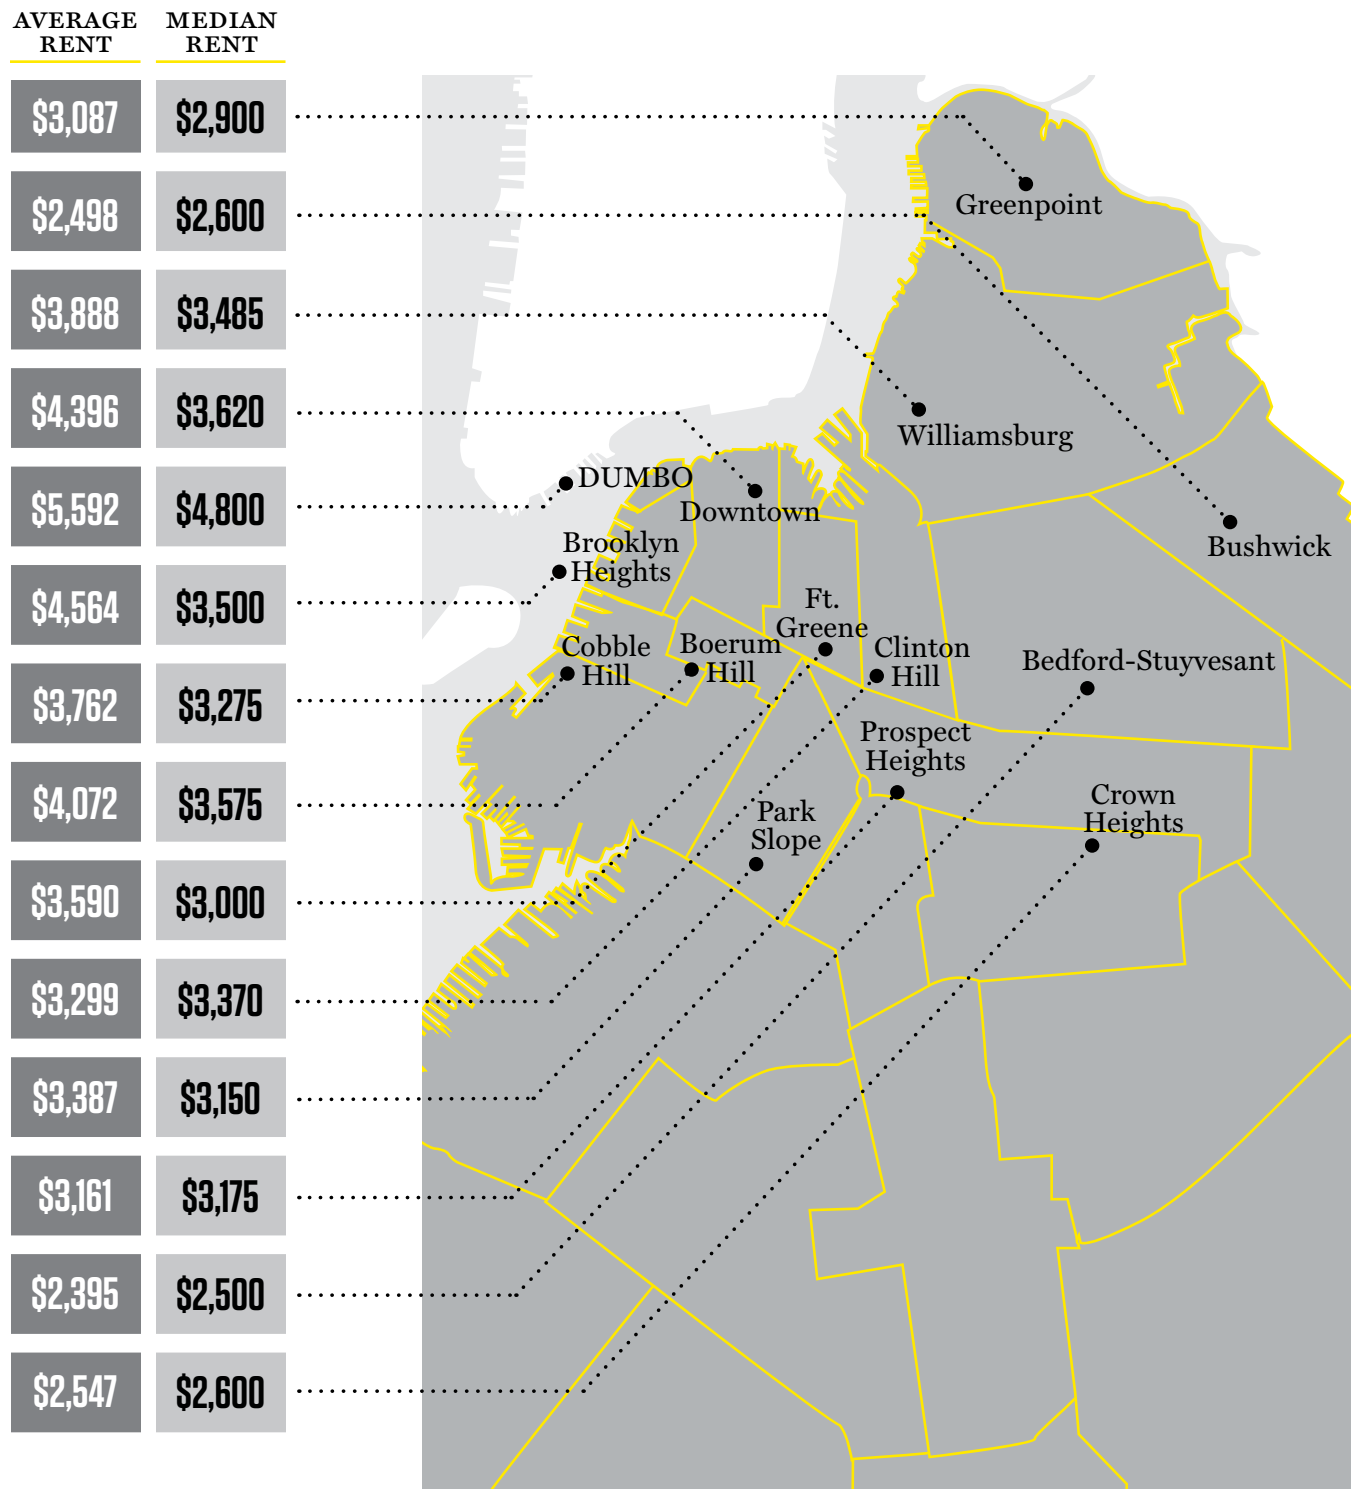 AVERAGE
RENT
MEDIAN
RENT
$3,087 $2,900
$2,498 $2,600
$3,888 $3,485
$4,396 $3,620
$5,592 $4,800
$4,564 $3,500
$3,762 $3,275
$4,072 $3,575
$3,590 $3,000
$3,299 $3,370
$3,387 $3,150
$3,161 $3,175
$2,395 $2,500
$2,547 $2,600
Greenpoint
Williamsburg
DUMBO
Downtown
Bushwick
Brooklyn
Heights
Ft.
Greene
Cobble
Hill
Boerum
Hill
Clinton
Hill
Bedford-Stuyvesant
Prospect
Heights
Park
Slope
Crown
Heights